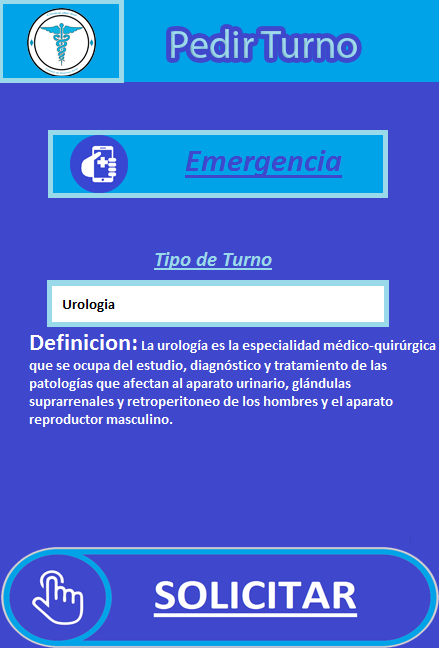 Pedir Turno
Emergencia
Tipo de Turno
Urologia
Definicion: La urología es la especialidad médico-quirúrgica
que se ocupa del estudio, diagnóstico y tratamiento de las
patologías que afectan al aparato urinario, glándulas
suprarrenales y retroperitoneo de los hombres y el aparato
reproductor masculino.
SOLICITAR